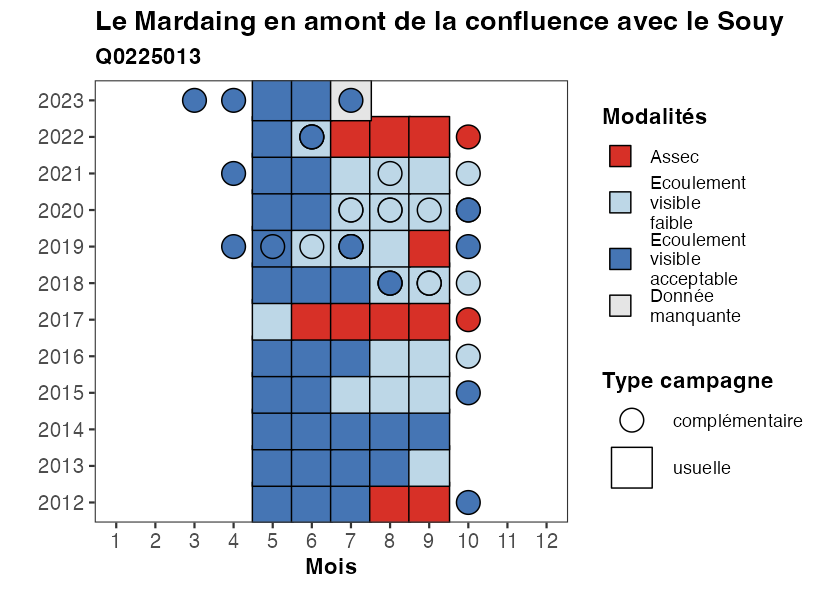 Le Mardaing en amont de la confluence avec le Souy
Q0225013
2023
2022
2021
2020
2019
2018
2017
2016
2015
2014
2013
2012
1 2 3 4 5 6 7 8 9 10 11 12
Mois
Modalités
Assec
Ecoulement
visible
faible
Ecoulement
visible
acceptable
Donnée
manquante
Type campagne
complémentaire
usuelle